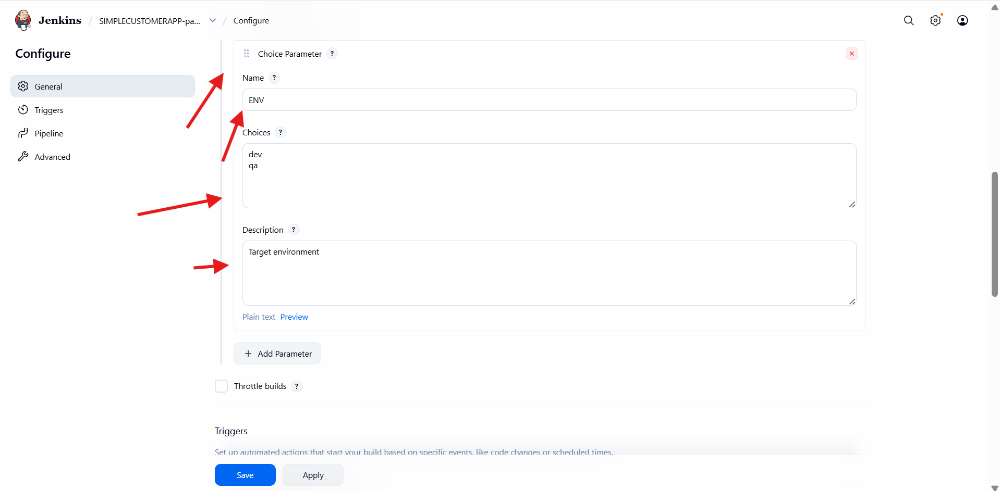 Jenkins / SIMPLECUSTOMERAPP-pa... / Configure
Configure
General
Triggers
Pipeline
Advanced
Choice Parameter ?
Name ?
ENV
Choices ?
dev
qa
Description ?
Target environment
Plain text Preview
+ Add Parameter
Throttle builds ?
Triggers
Set up automated actions that start your build based on specific events, like code changes or scheduled times.
Save Apply